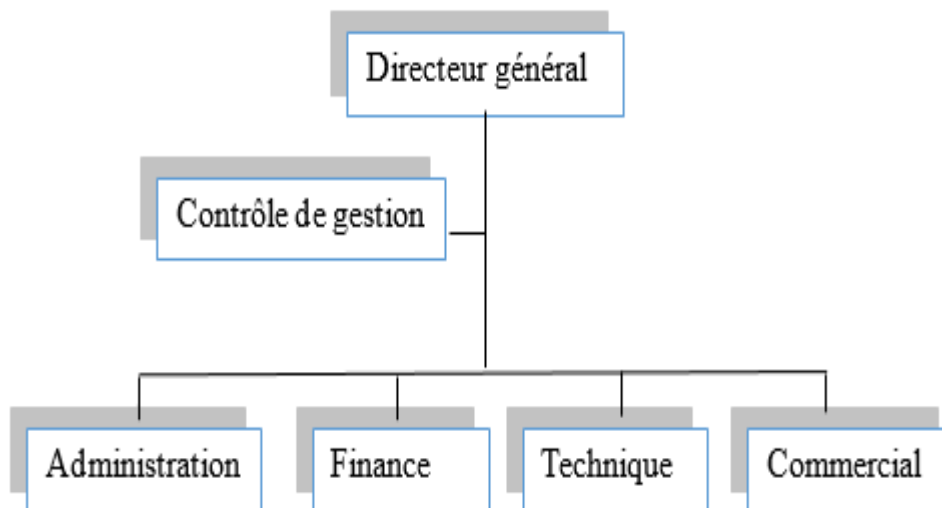 Directeur général
Contrôle de gestion
Administration
Finance
Technique
Commercial